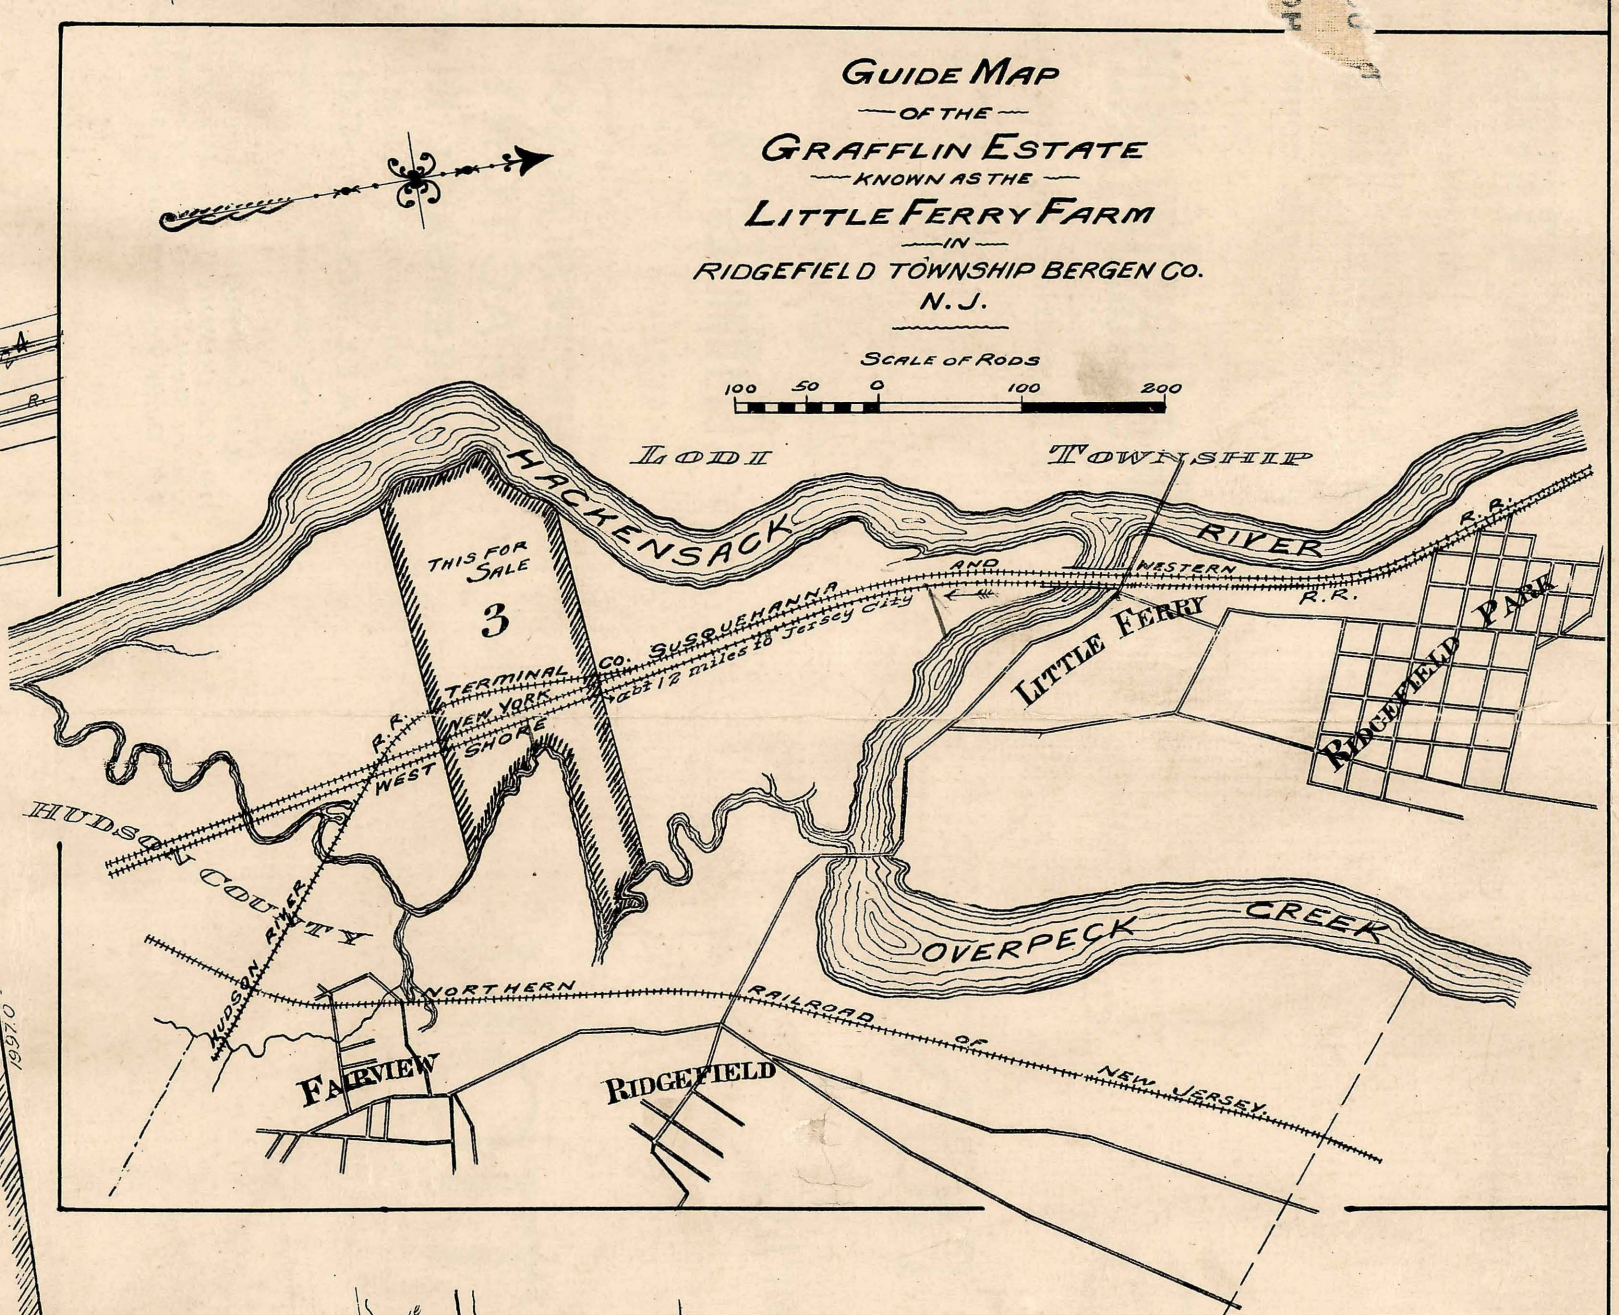 GUIDE MAP
OF THE
GRAFFLIN ESTATE
KNOWN AS THE
LITTLE FERRY FARM
IN
RIDGEFIELD TOWNSHIP BERGEN CO.
N.J.
SCALE OF RODS
100 50 0 100 200
LODI TOWNSHIP
HACKENSACK RIVER
THIS FOR
SALE
3
R.R.
AND WESTERN R.R.
SUSQUEHANNA
TERMINAL CO.
NEW YORK
abt 12 miles to Jersey City
WEST SHORE
R.R.
LITTLE FERRY
RIDGEFIELD PARK
HUDSON COUNTY
HUDSON RIVER
OVERPECK CREEK
NORTHERN RAILROAD OF NEW JERSEY.
FAIRVIEW
RIDGEFIELD
R.
1997.0